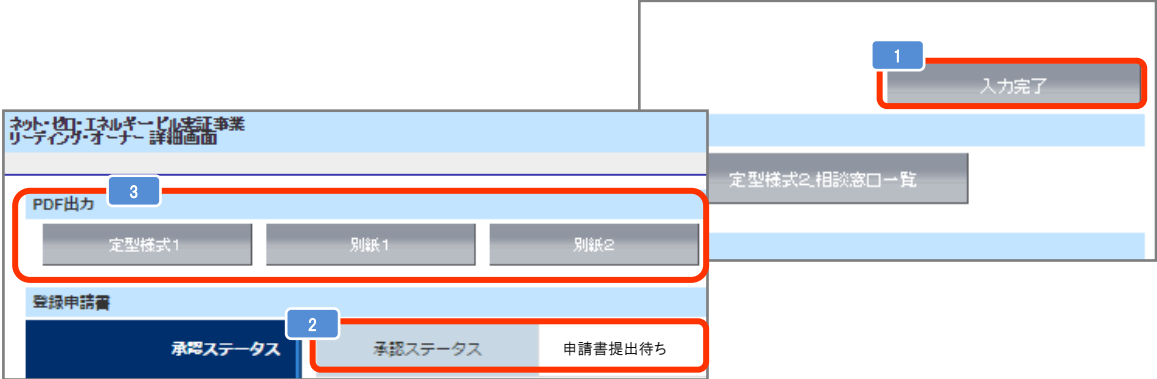 1
入力完了
定型様式2_相談窓口一覧
ネット・ゼロ・エネルギー・ビル実証事業
リーディング・オーナー 詳細画面
3
PDF出力
定型様式1
別紙1
別紙2
登録申請書
2
承認ステータス
承認ステータス
申請書提出待ち